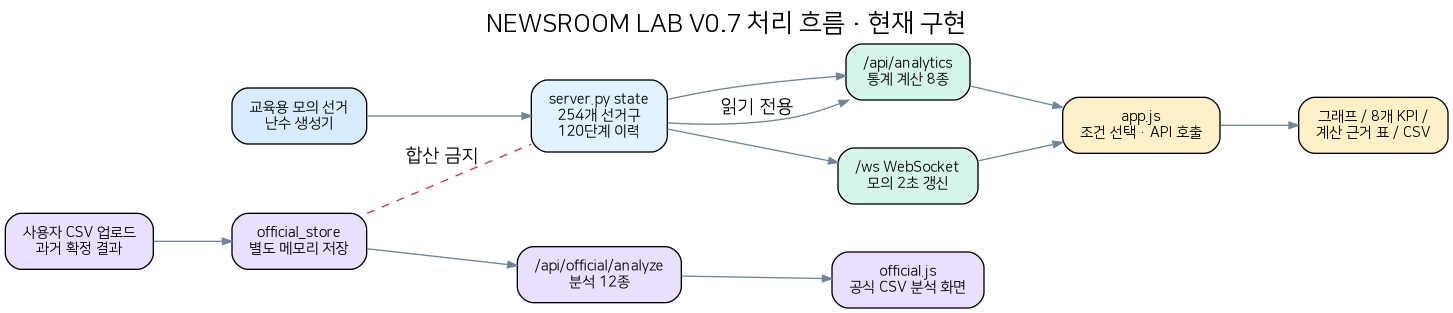 NEWSROOM LAB V0.7 처리 흐름 · 현재 구현
교육용 모의 선거
난수 생성기
server.py state
254개 선거구
120단계 이력
/api/analytics
통계 계산 8종
읽기 전용
/ws WebSocket
모의 2초 갱신
app.js
조건 선택 · API 호출
그래프 / 8개 KPI /
계산 근거 표 / CSV
합산 금지
사용자 CSV 업로드
과거 확정 결과
official_store
별도 메모리 저장
/api/official/analyze
분석 12종
official.js
공식 CSV 분석 화면